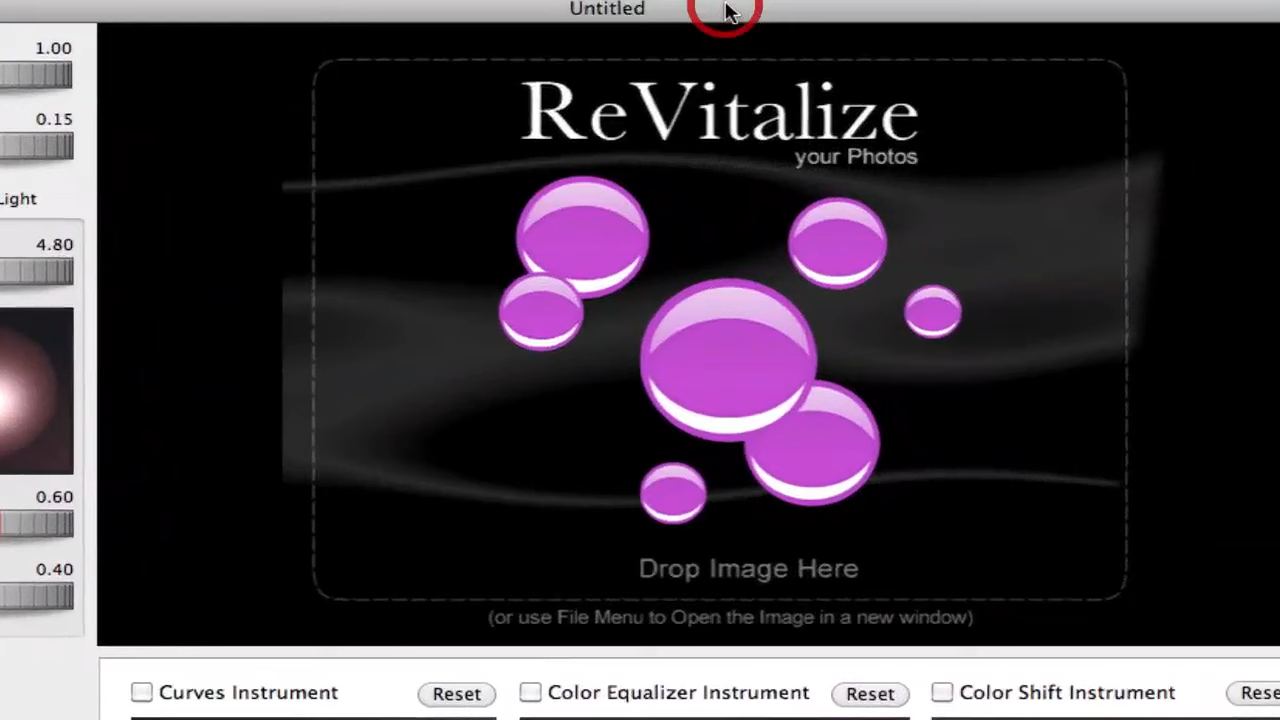 Untitled
1.00
0.15
Light
4.80
0.60
0.40
ReVitalize
your Photos
Drop Image Here
(or use File Menu to Open the Image in a new window)
Curves Instrument Reset Color Equalizer Instrument Reset Color Shift Instrument Rese